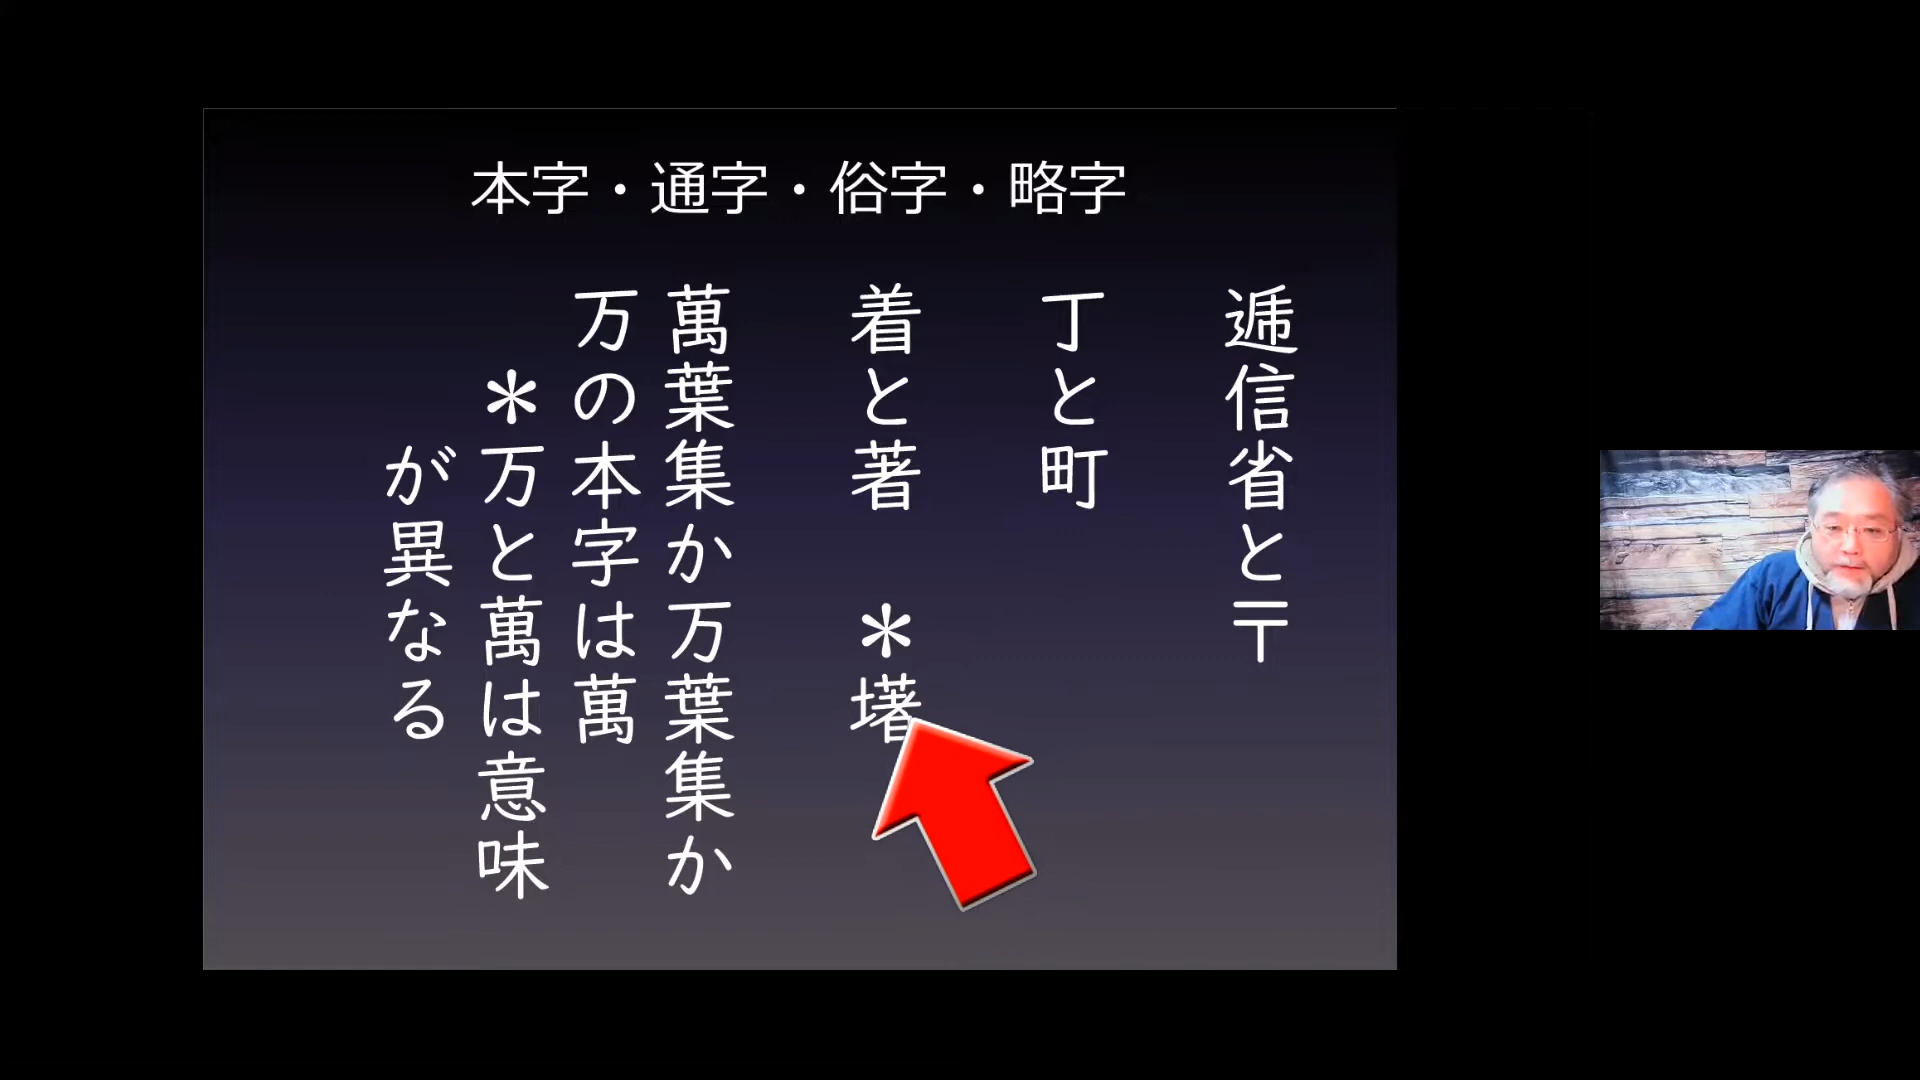 本字・通字・俗字・略字
逓信省と〒
丁と町
着と著　＊墸
萬葉集か万葉集か
万の本字は萬
＊万と萬は意味
が異なる